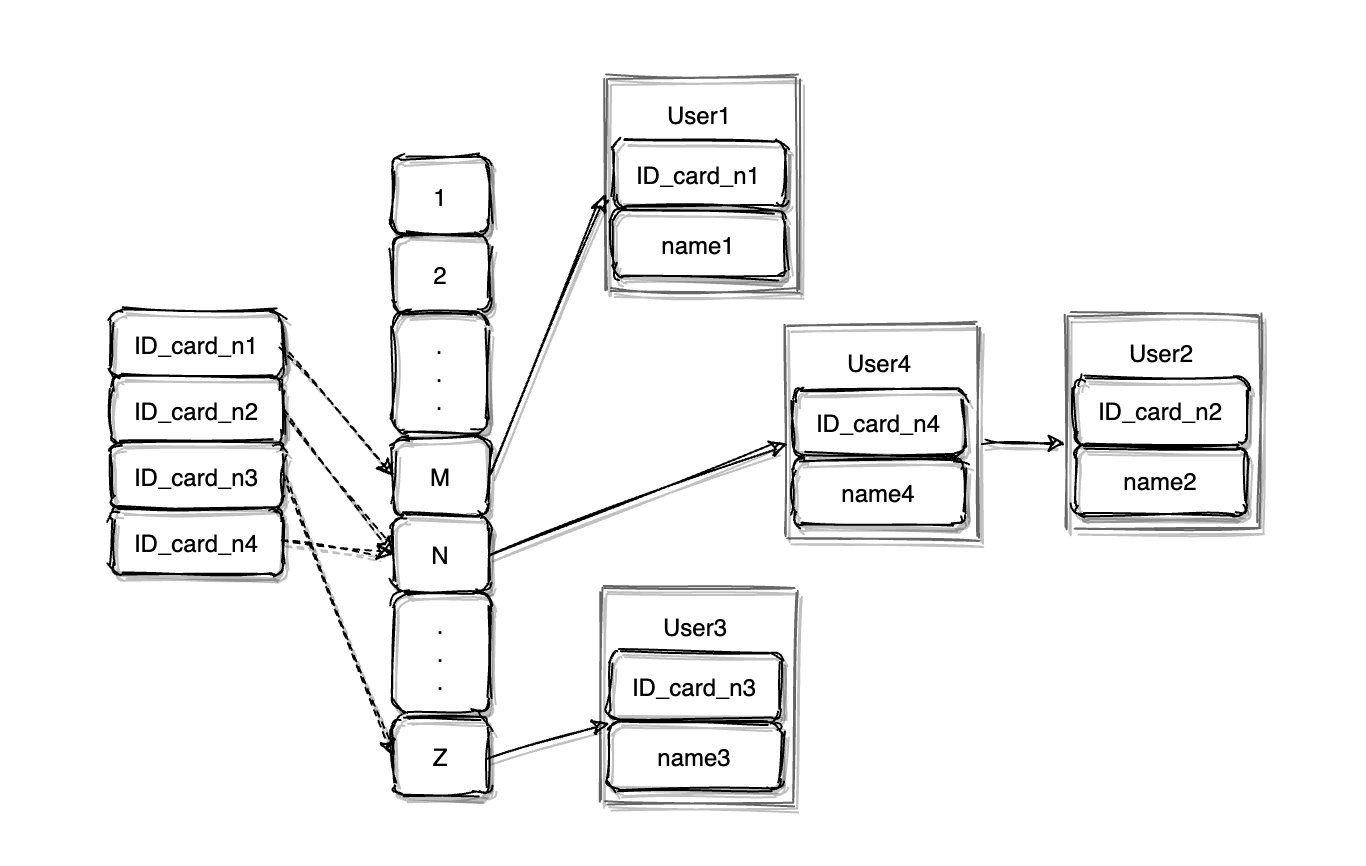 ID_card_n1
ID_card_n2
ID_card_n3
ID_card_n4
1
2
.
.
.
M
N
.
.
.
Z
User1
ID_card_n1
name1
User4
ID_card_n4
name4
User2
ID_card_n2
name2
User3
ID_card_n3
name3